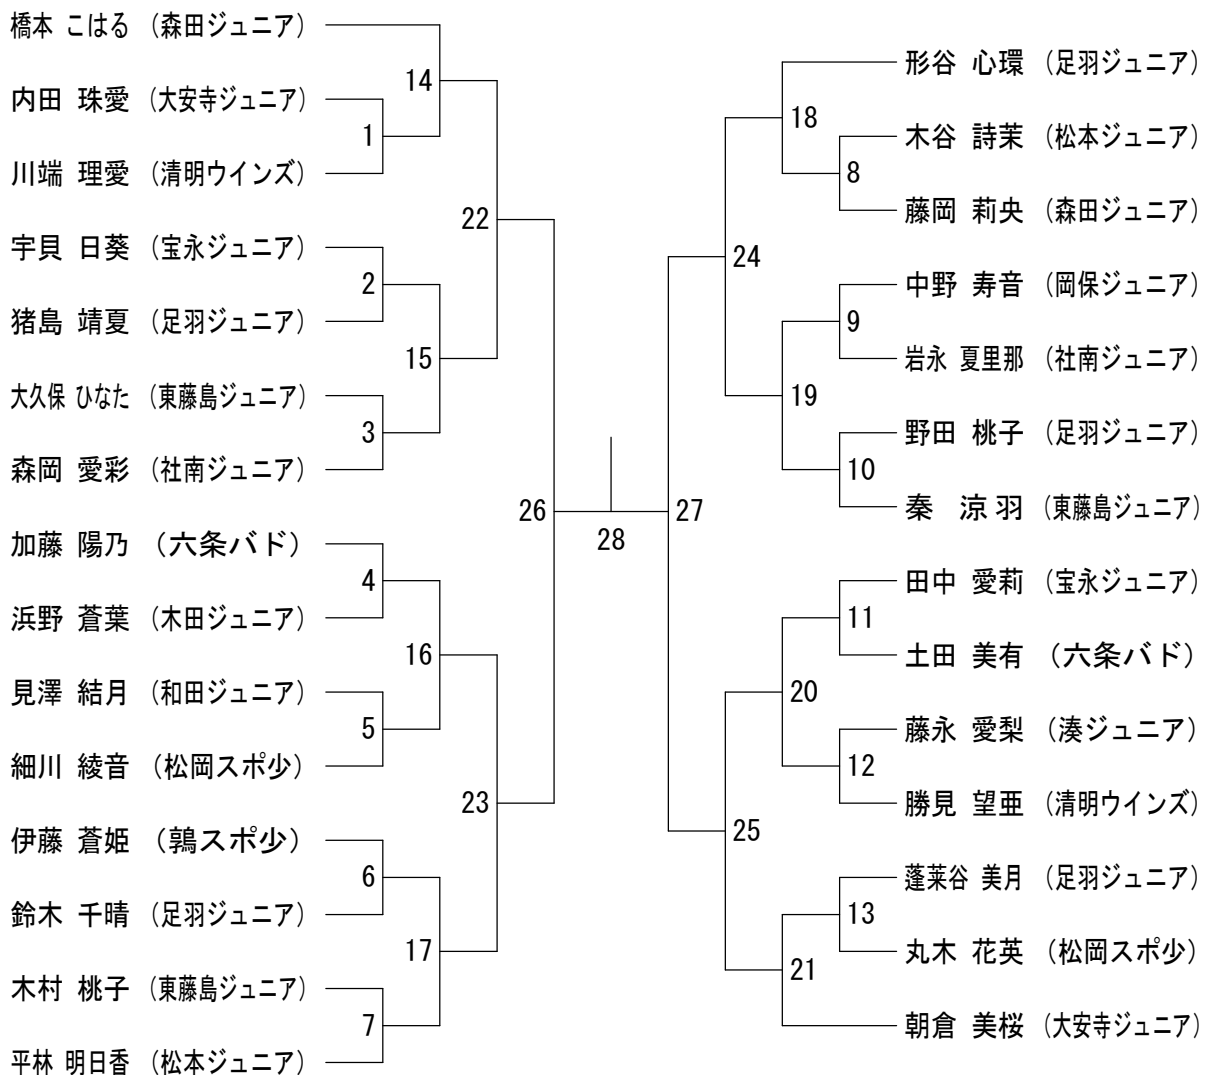 橋本 こはる (森田ジュニア)
内田 珠愛 (大安寺ジュニア)
川端 理愛 (清明ウインズ)
宇貝 日葵 (宝永ジュニア)
猪島 靖夏 (足羽ジュニア)
大久保 ひなた (東藤島ジュニア)
森岡 愛彩 (社南ジュニア)
加藤 陽乃 (六条バド)
浜野 蒼葉 (木田ジュニア)
見澤 結月 (和田ジュニア)
細川 綾音 (松岡スポ少)
伊藤 蒼姫 (鶉スポ少)
鈴木 千晴 (足羽ジュニア)
木村 桃子 (東藤島ジュニア)
平林 明日香 (松本ジュニア)
1
2
3
4
5
6
7
14
15
16
17
22
23
26
28
27
24
25
18
19
20
21
8
9
10
11
12
13
形谷 心環 (足羽ジュニア)
木谷 詩茉 (松本ジュニア)
藤岡 莉央 (森田ジュニア)
中野 寿音 (岡保ジュニア)
岩永 夏里那 (社南ジュニア)
野田 桃子 (足羽ジュニア)
秦 涼羽 (東藤島ジュニア)
田中 愛莉 (宝永ジュニア)
土田 美有 (六条バド)
藤永 愛梨 (湊ジュニア)
勝見 望亜 (清明ウインズ)
蓬莱谷 美月 (足羽ジュニア)
丸木 花英 (松岡スポ少)
朝倉 美桜 (大安寺ジュニア)